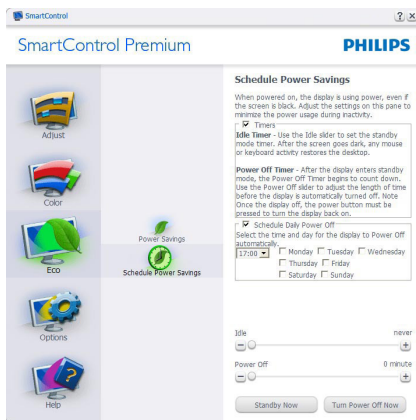 SmartControl
SmartControl Premium
PHILIPS
Adjust
Color
Eco
Options
Help
Power Savings
Schedule Power Savings
Schedule Power Savings
When powered on, the display is using power, even if
the screen is black. Adjust the settings on this pane to
minimize the power usage during inactivity.
Timers
Idle Timer - Use the Idle slider to set the standby
mode timer. After the screen goes dark, any mouse
or keyboard activity restores the desktop.
Power Off Timer - After the display enters standby
mode, the Power Off Timer begins to count down.
Use the Power Off slider to adjust the length of time
before the display is automatically turned off. Note
Once the display off, the power button must be
pressed to turn the display back on.
Schedule Daily Power Off
Select the time and day for the display to Power Off
automatically.
17:00 Monday Tuesday Wednesday
Thursday Friday
Saturday Sunday
Idle never
Power Off 0 minute
Standby Now Turn Power Off Now